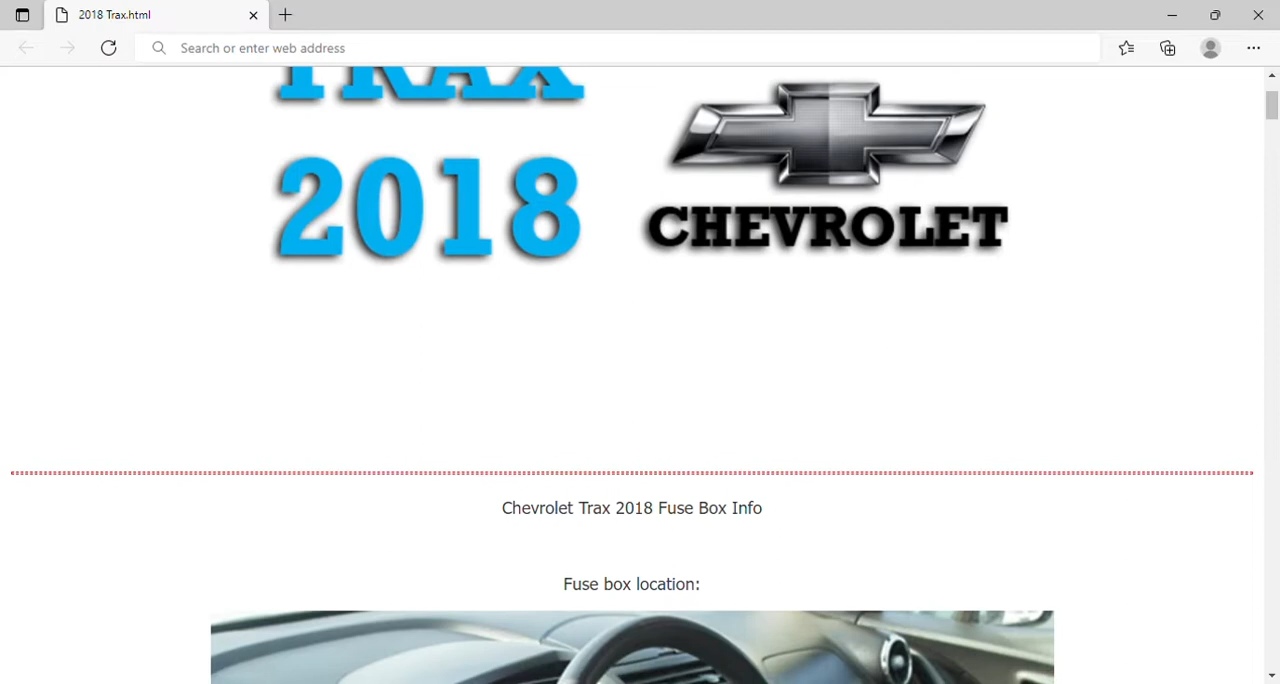 2018 Trax.html
Search or enter web address
TRAX
2018
CHEVROLET
Chevrolet Trax 2018 Fuse Box Info
Fuse box location: